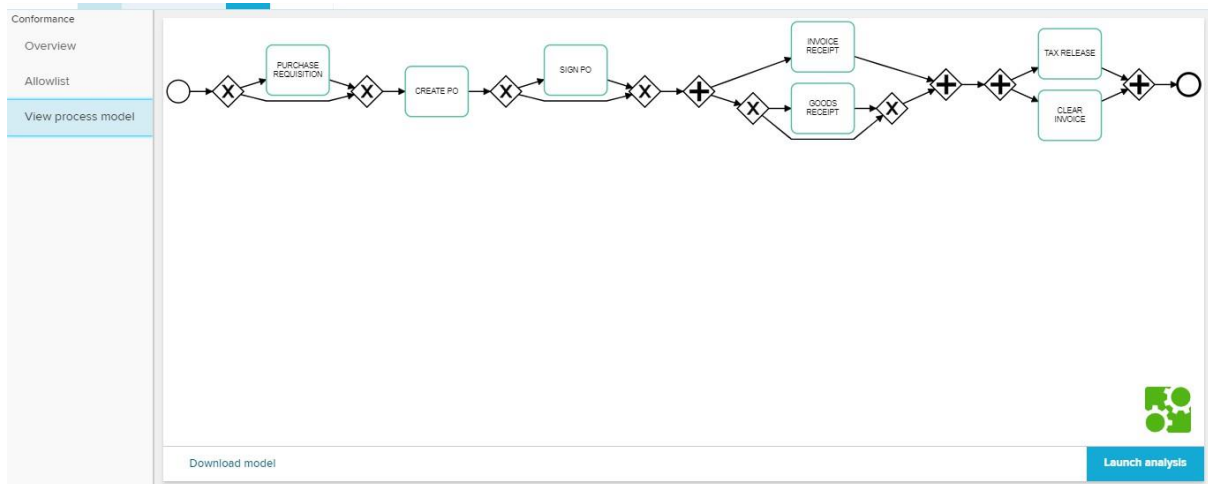 Conformance
Overview
Allowlist
View process model
PURCHASE
REQUISITION
CREATE PO
SIGN PO
INVOICE
RECEIPT
GOODS
RECEIPT
TAX RELEASE
CLEAR
INVOICE
Download model
Launch analysis